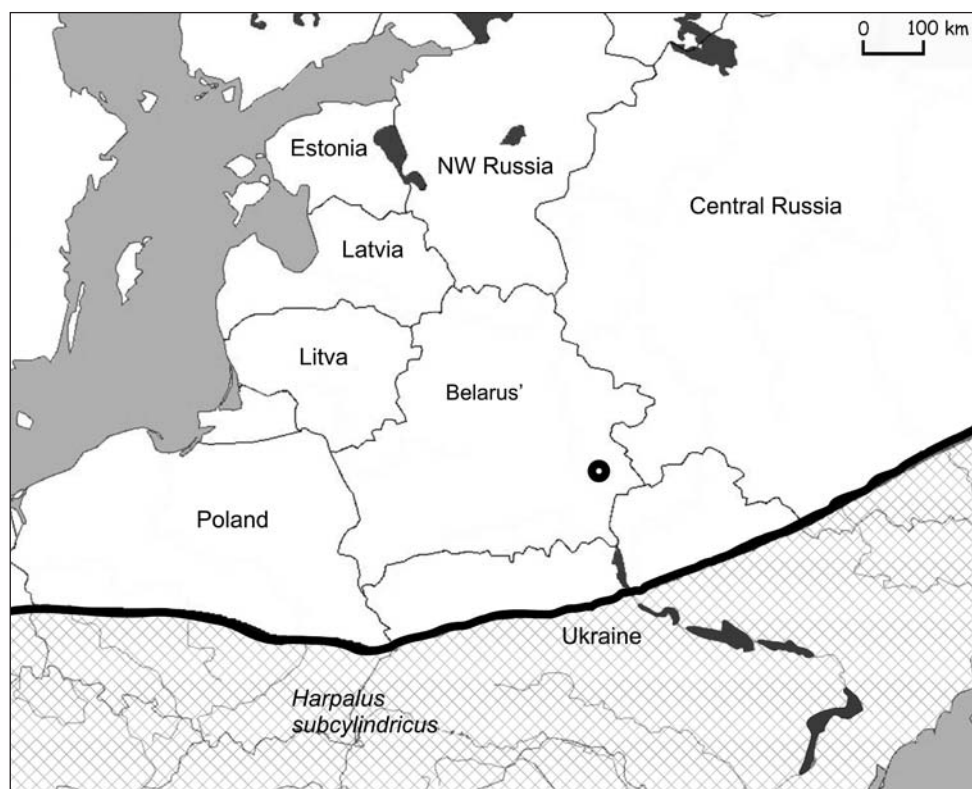 0 100 km
Estonia
NW Russia
Central Russia
Latvia
Litva
Belarus’
Poland
Ukraine
Harpalus
subcylindricus